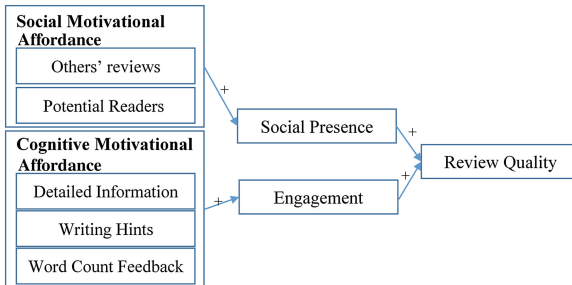 Social Motivational
Affordance
Others’ reviews
Potential Readers
Cognitive Motivational
Affordance
Detailed Information
Writing Hints
Word Count Feedback
+
+
Social Presence
Engagement
+
+
Review Quality